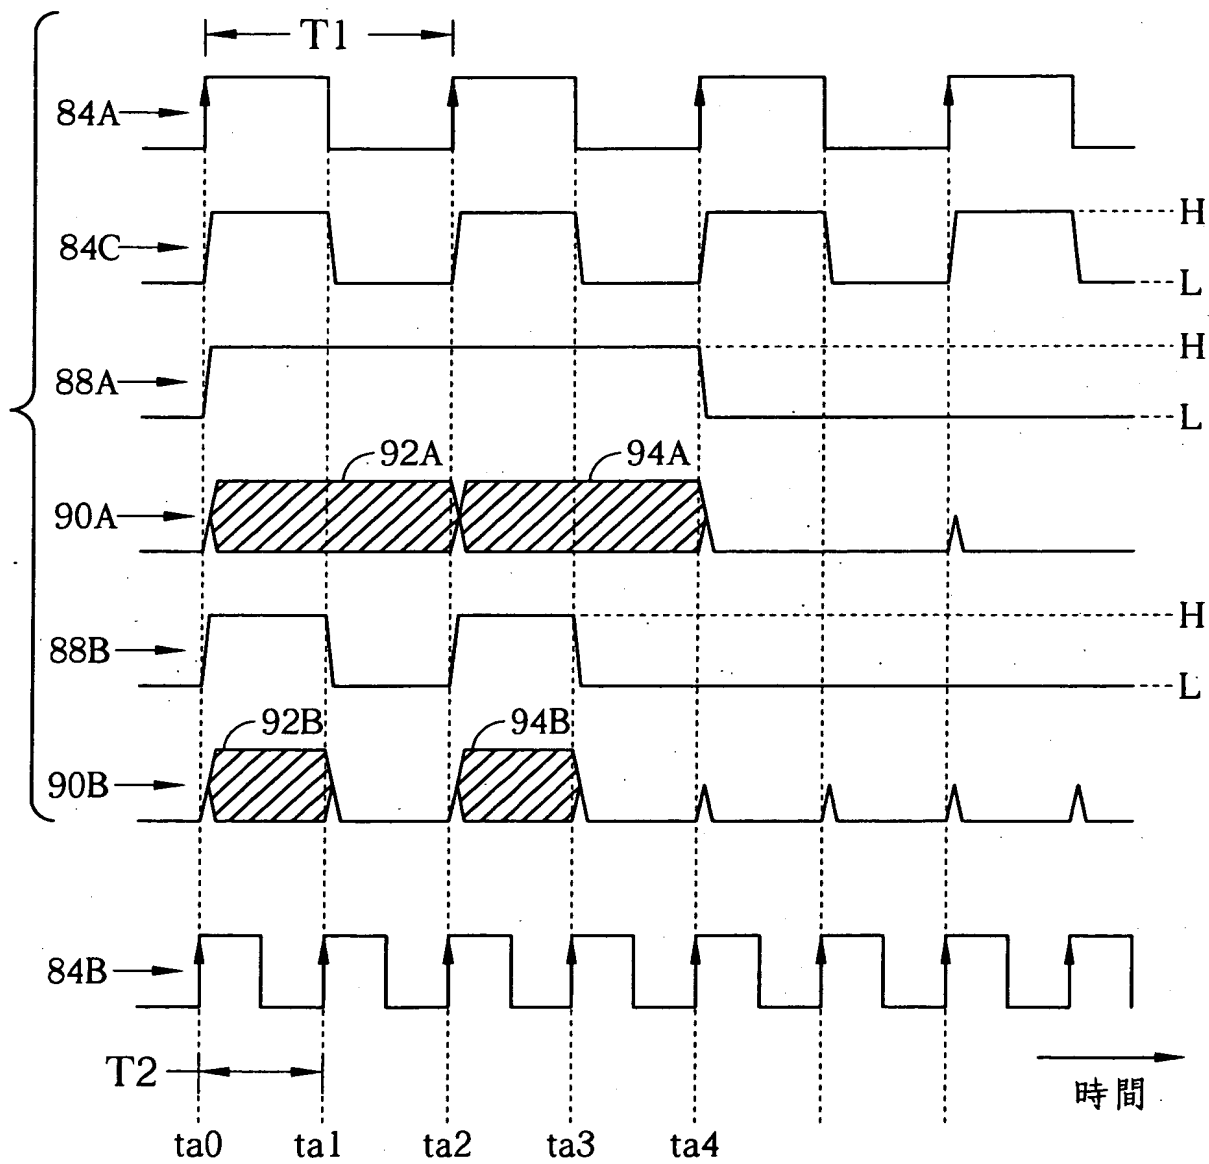 T1
84A
84C
H
L
88A
H
L
92A
94A
90A
88B
H
L
92B
94B
90B
84B
T2
時間
ta0 ta1 ta2 ta3 ta4